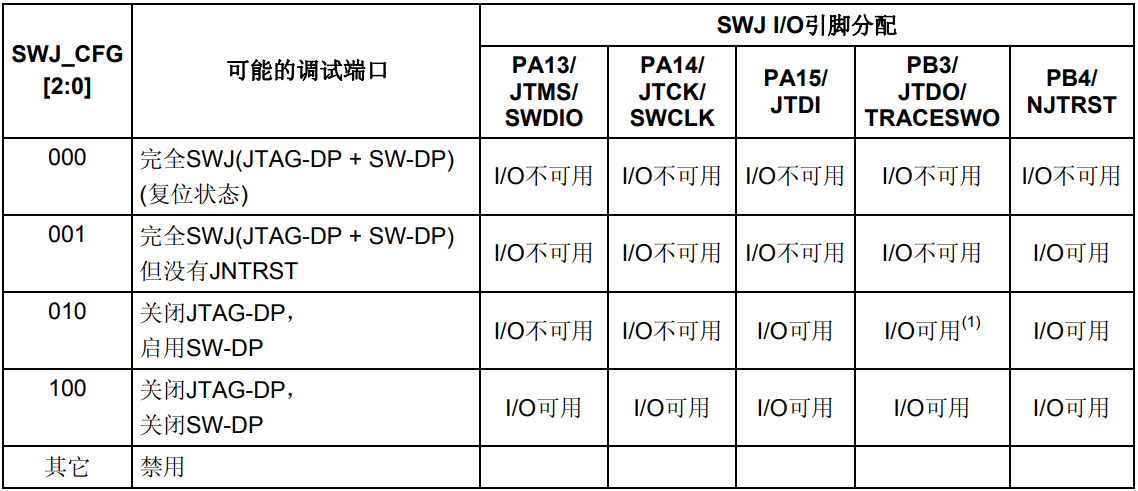 SWJ_CFG
[2:0]
可能的调试端口
SWJ I/O引脚分配
PA13/
JTMS/
SWDIO
PA14/
JTCK/
SWCLK
PA15/
JTDI
PB3/
JTDO/
TRACESWO
PB4/
NJTRST
000
完全SWJ(JTAG-DP + SW-DP)
(复位状态)
I/O不可用
I/O不可用
I/O不可用
I/O不可用
I/O不可用
001
完全SWJ(JTAG-DP + SW-DP)
但没有JNTRST
I/O不可用
I/O不可用
I/O不可用
I/O不可用
I/O可用
010
关闭JTAG-DP，
启用SW-DP
I/O不可用
I/O不可用
I/O可用
I/O可用(1)
I/O可用
100
关闭JTAG-DP，
关闭SW-DP
I/O可用
I/O可用
I/O可用
I/O可用
I/O可用
其它
禁用